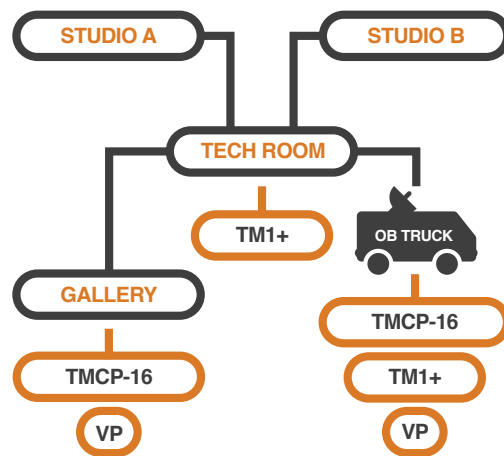 STUDIO A
STUDIO B
TECH ROOM
TM1+
OB TRUCK
GALLERY
TMCP-16
TMCP-16
TM1+
VP
VP